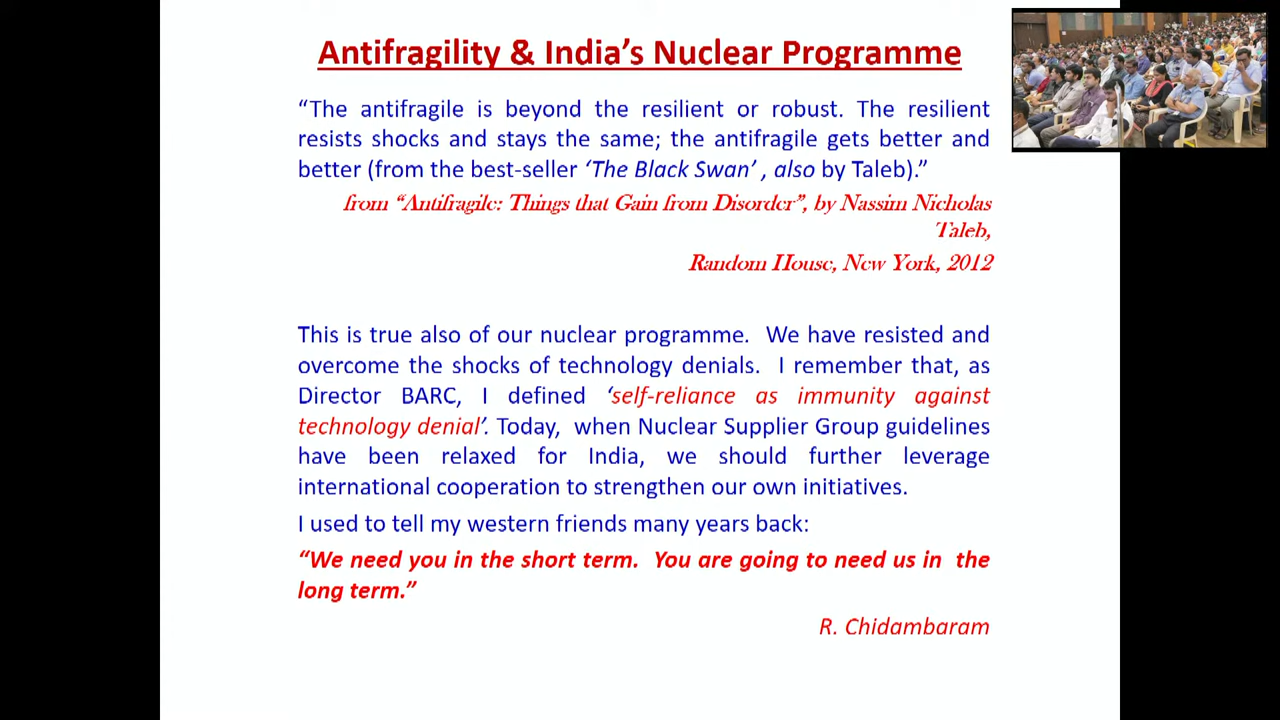 Antifragility & India’s Nuclear Programme
“The antifragile is beyond the resilient or robust. The resilient
resists shocks and stays the same; the antifragile gets better and
better (from the best-seller ‘The Black Swan’ , also by Taleb).”
from “Antifragile: Things that Gain from Disorder”, by Nassim Nicholas
Taleb,
Random House, New York, 2012
This is true also of our nuclear programme. We have resisted and
overcome the shocks of technology denials. I remember that, as
Director BARC, I defined ‘self-reliance as immunity against
technology denial’. Today, when Nuclear Supplier Group guidelines
have been relaxed for India, we should further leverage
international cooperation to strengthen our own initiatives.
I used to tell my western friends many years back:
“We need you in the short term. You are going to need us in the
long term.”
R. Chidambaram